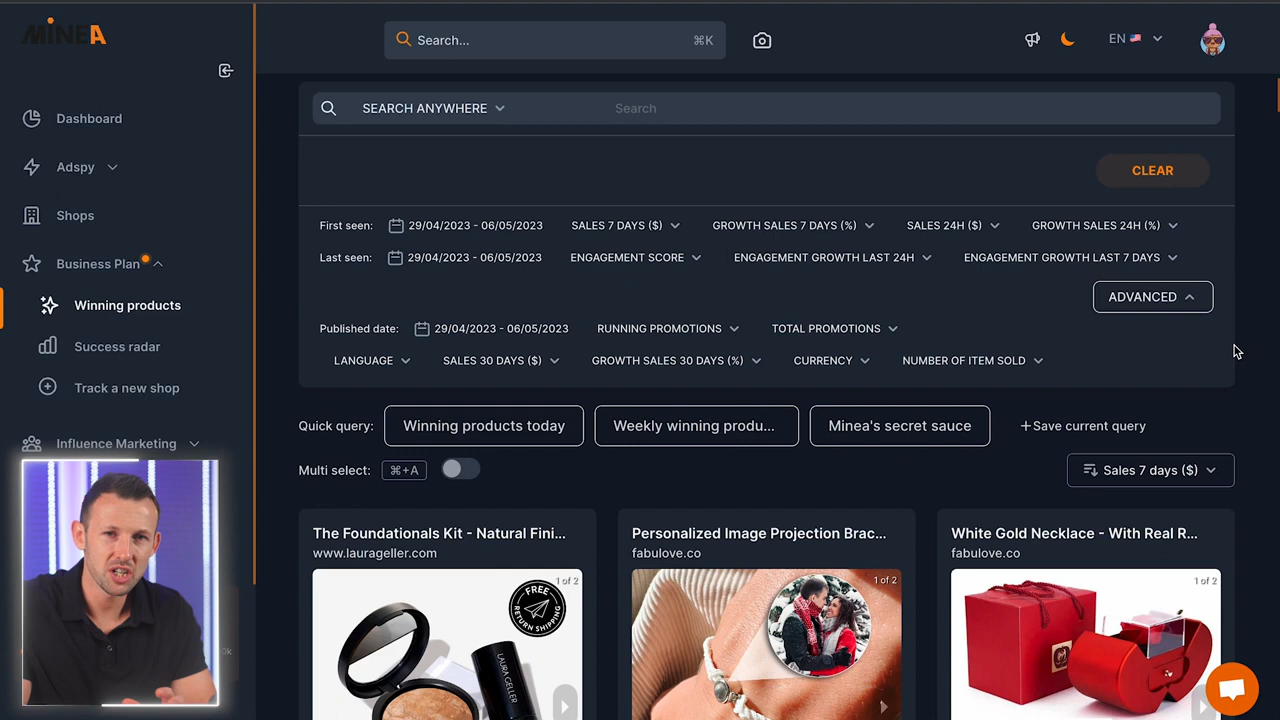 MINEA
Search...
⌘K
EN
Dashboard
Adspy
Shops
Business Plan
Winning products
Success radar
Track a new shop
Influence Marketing
SEARCH ANYWHERE
Search
CLEAR
First seen: 29/04/2023 - 06/05/2023 SALES 7 DAYS ($) GROWTH SALES 7 DAYS (%) SALES 24H ($) GROWTH SALES 24H (%)
Last seen: 29/04/2023 - 06/05/2023 ENGAGEMENT SCORE ENGAGEMENT GROWTH LAST 24H ENGAGEMENT GROWTH LAST 7 DAYS
ADVANCED
Published date: 29/04/2023 - 06/05/2023 RUNNING PROMOTIONS TOTAL PROMOTIONS
LANGUAGE SALES 30 DAYS ($) GROWTH SALES 30 DAYS (%) CURRENCY NUMBER OF ITEM SOLD
Quick query: Winning products today Weekly winning produ... Minea's secret sauce +Save current query
Multi select: ⌘+A Sales 7 days ($)
The Foundationals Kit - Natural Fini...
www.laurageller.com
1 of 2
FREE
RETURN SHIPPING
LAURA GELLER
Personalized Image Projection Brac...
fabulove.co
1 of 2
White Gold Necklace - With Real R...
fabulove.co
1 of 2